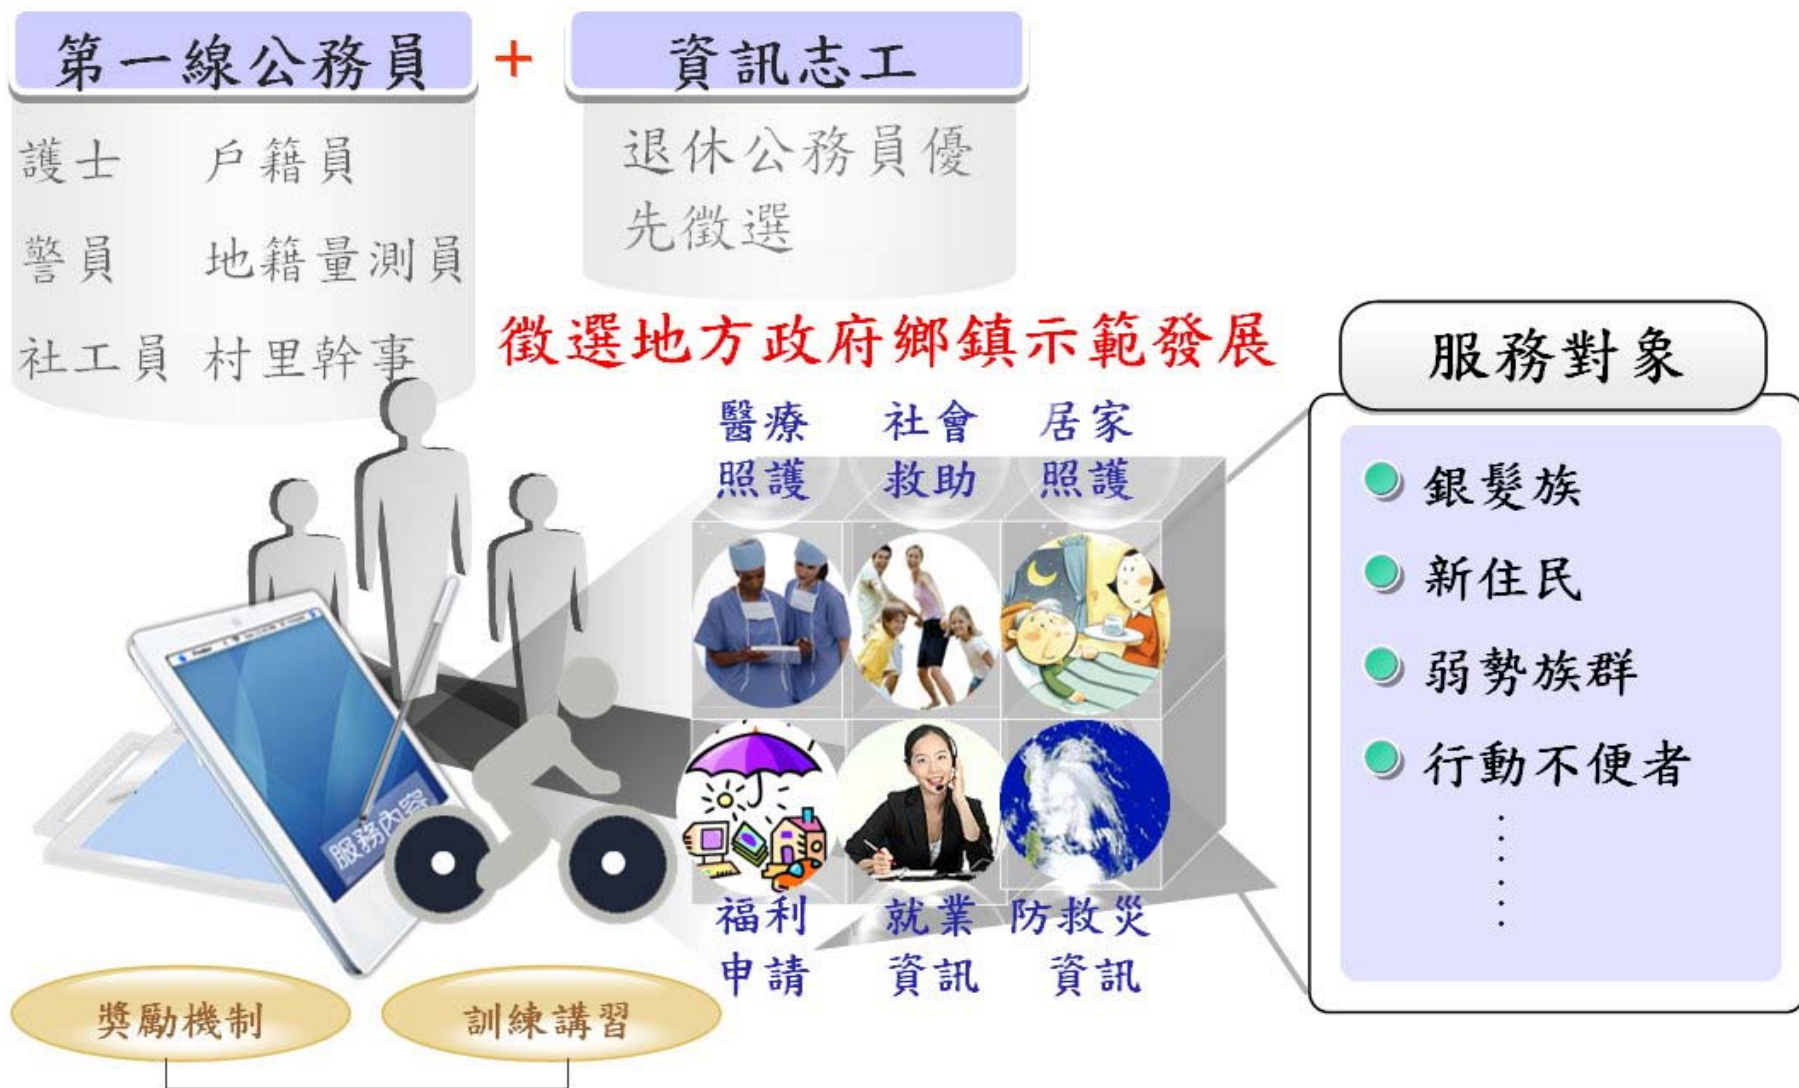 第一線公務員 + 資訊志工
護士 戶籍員
警員 地籍量測員
社工員 村里幹事
退休公務員優
先徵選
徵選地方政府鄉鎮示範發展
醫療
照護
社會
救助
居家
照護
福利
申請
就業
資訊
防救災
資訊
服務內容
獎勵機制
訓練講習
服務對象
銀髮族
新住民
弱勢族群
行動不便者